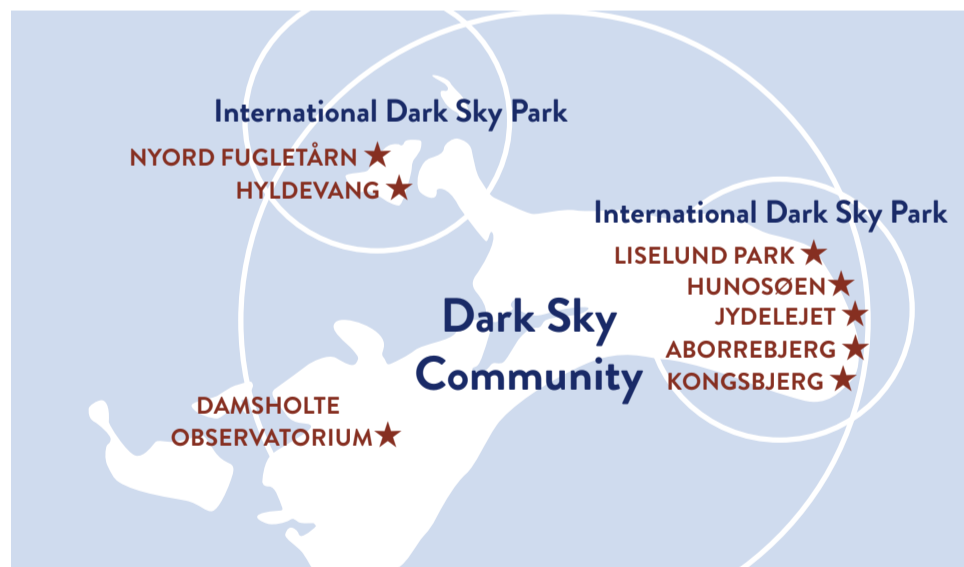 International Dark Sky Park
NYORD FUGLETÅRN
HYLDEVANG
International Dark Sky Park
LISELUND PARK
HUNOSØEN
JYDELEJET
ABORREBJERG
KONGSBJERG
Dark Sky
Community
DAMSHOLTE
OBSERVATORIUM